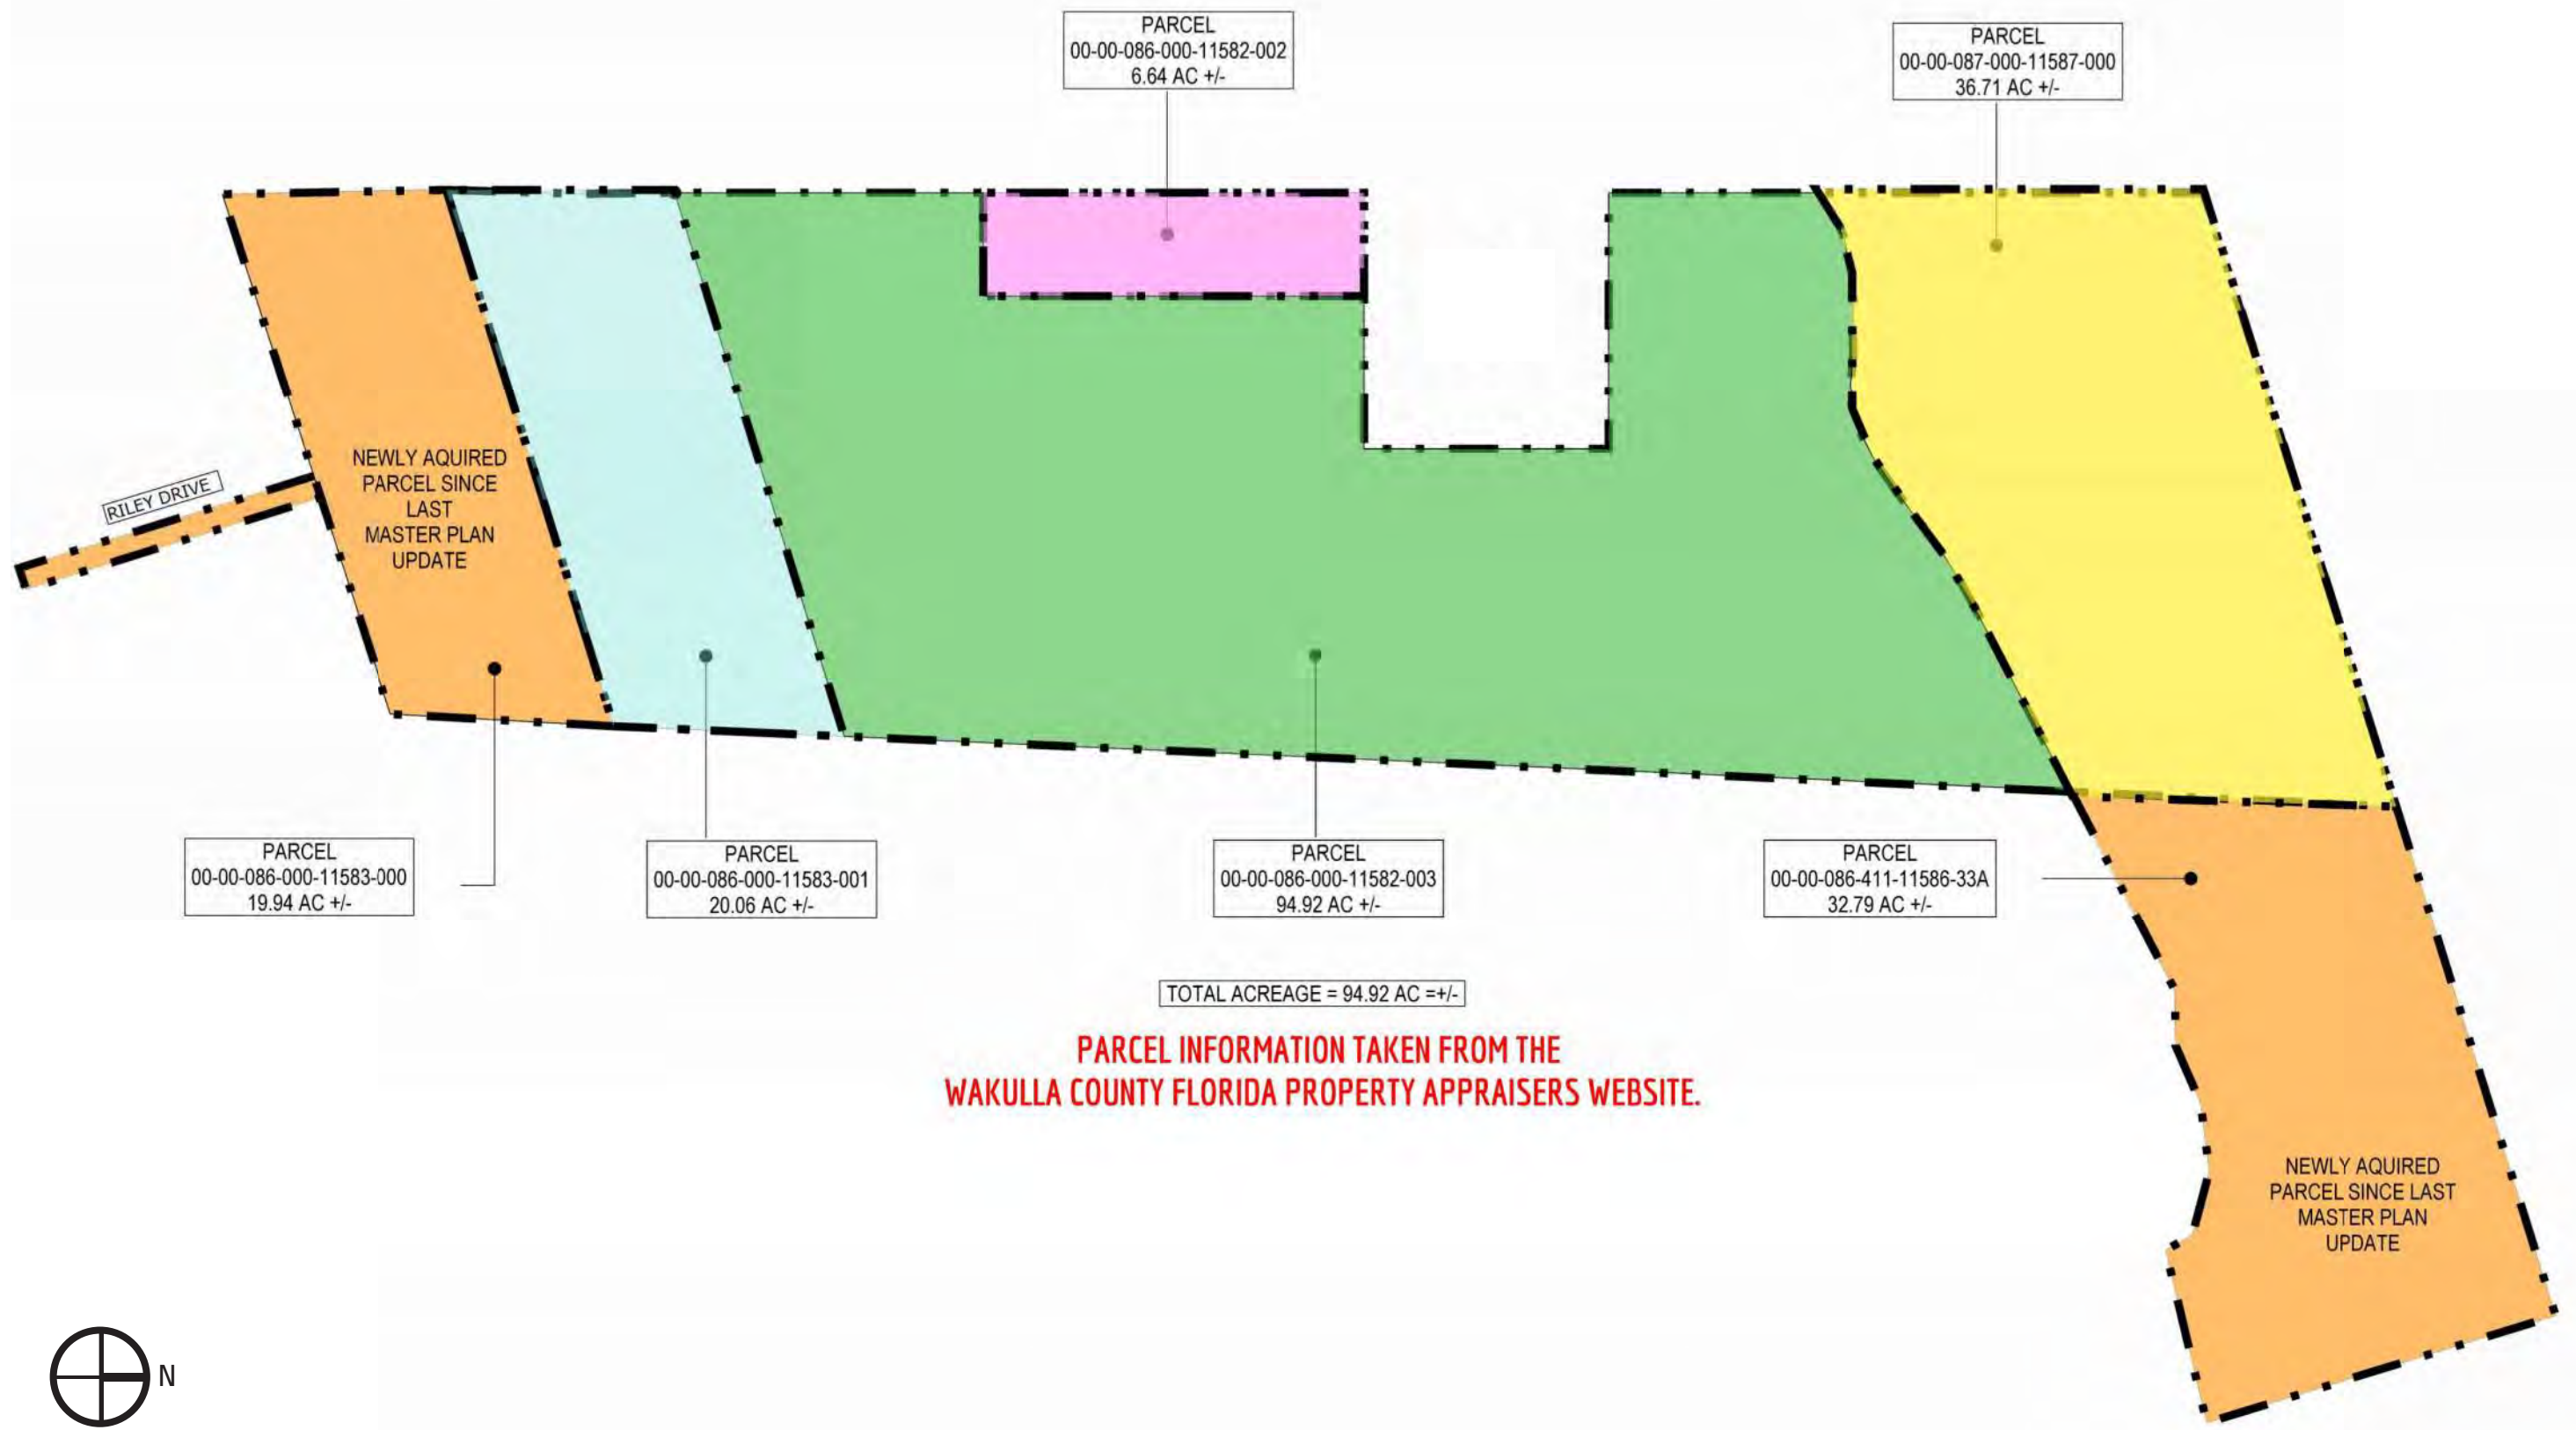 PARCEL
00-00-086-000-11582-002
6.64 AC +/-
PARCEL
00-00-087-000-11587-000
36.71 AC +/-
RILEY DRIVE
NEWLY AQUIRED
PARCEL SINCE
LAST
MASTER PLAN
UPDATE
PARCEL
00-00-086-000-11583-000
19.94 AC +/-
PARCEL
00-00-086-000-11583-001
20.06 AC +/-
PARCEL
00-00-086-000-11582-003
94.92 AC +/-
PARCEL
00-00-086-411-11586-33A
32.79 AC +/-
TOTAL ACREAGE = 94.92 AC =+/-
PARCEL INFORMATION TAKEN FROM THE
WAKULLA COUNTY FLORIDA PROPERTY APPRAISERS WEBSITE.
NEWLY AQUIRED
PARCEL SINCE LAST
MASTER PLAN
UPDATE
N